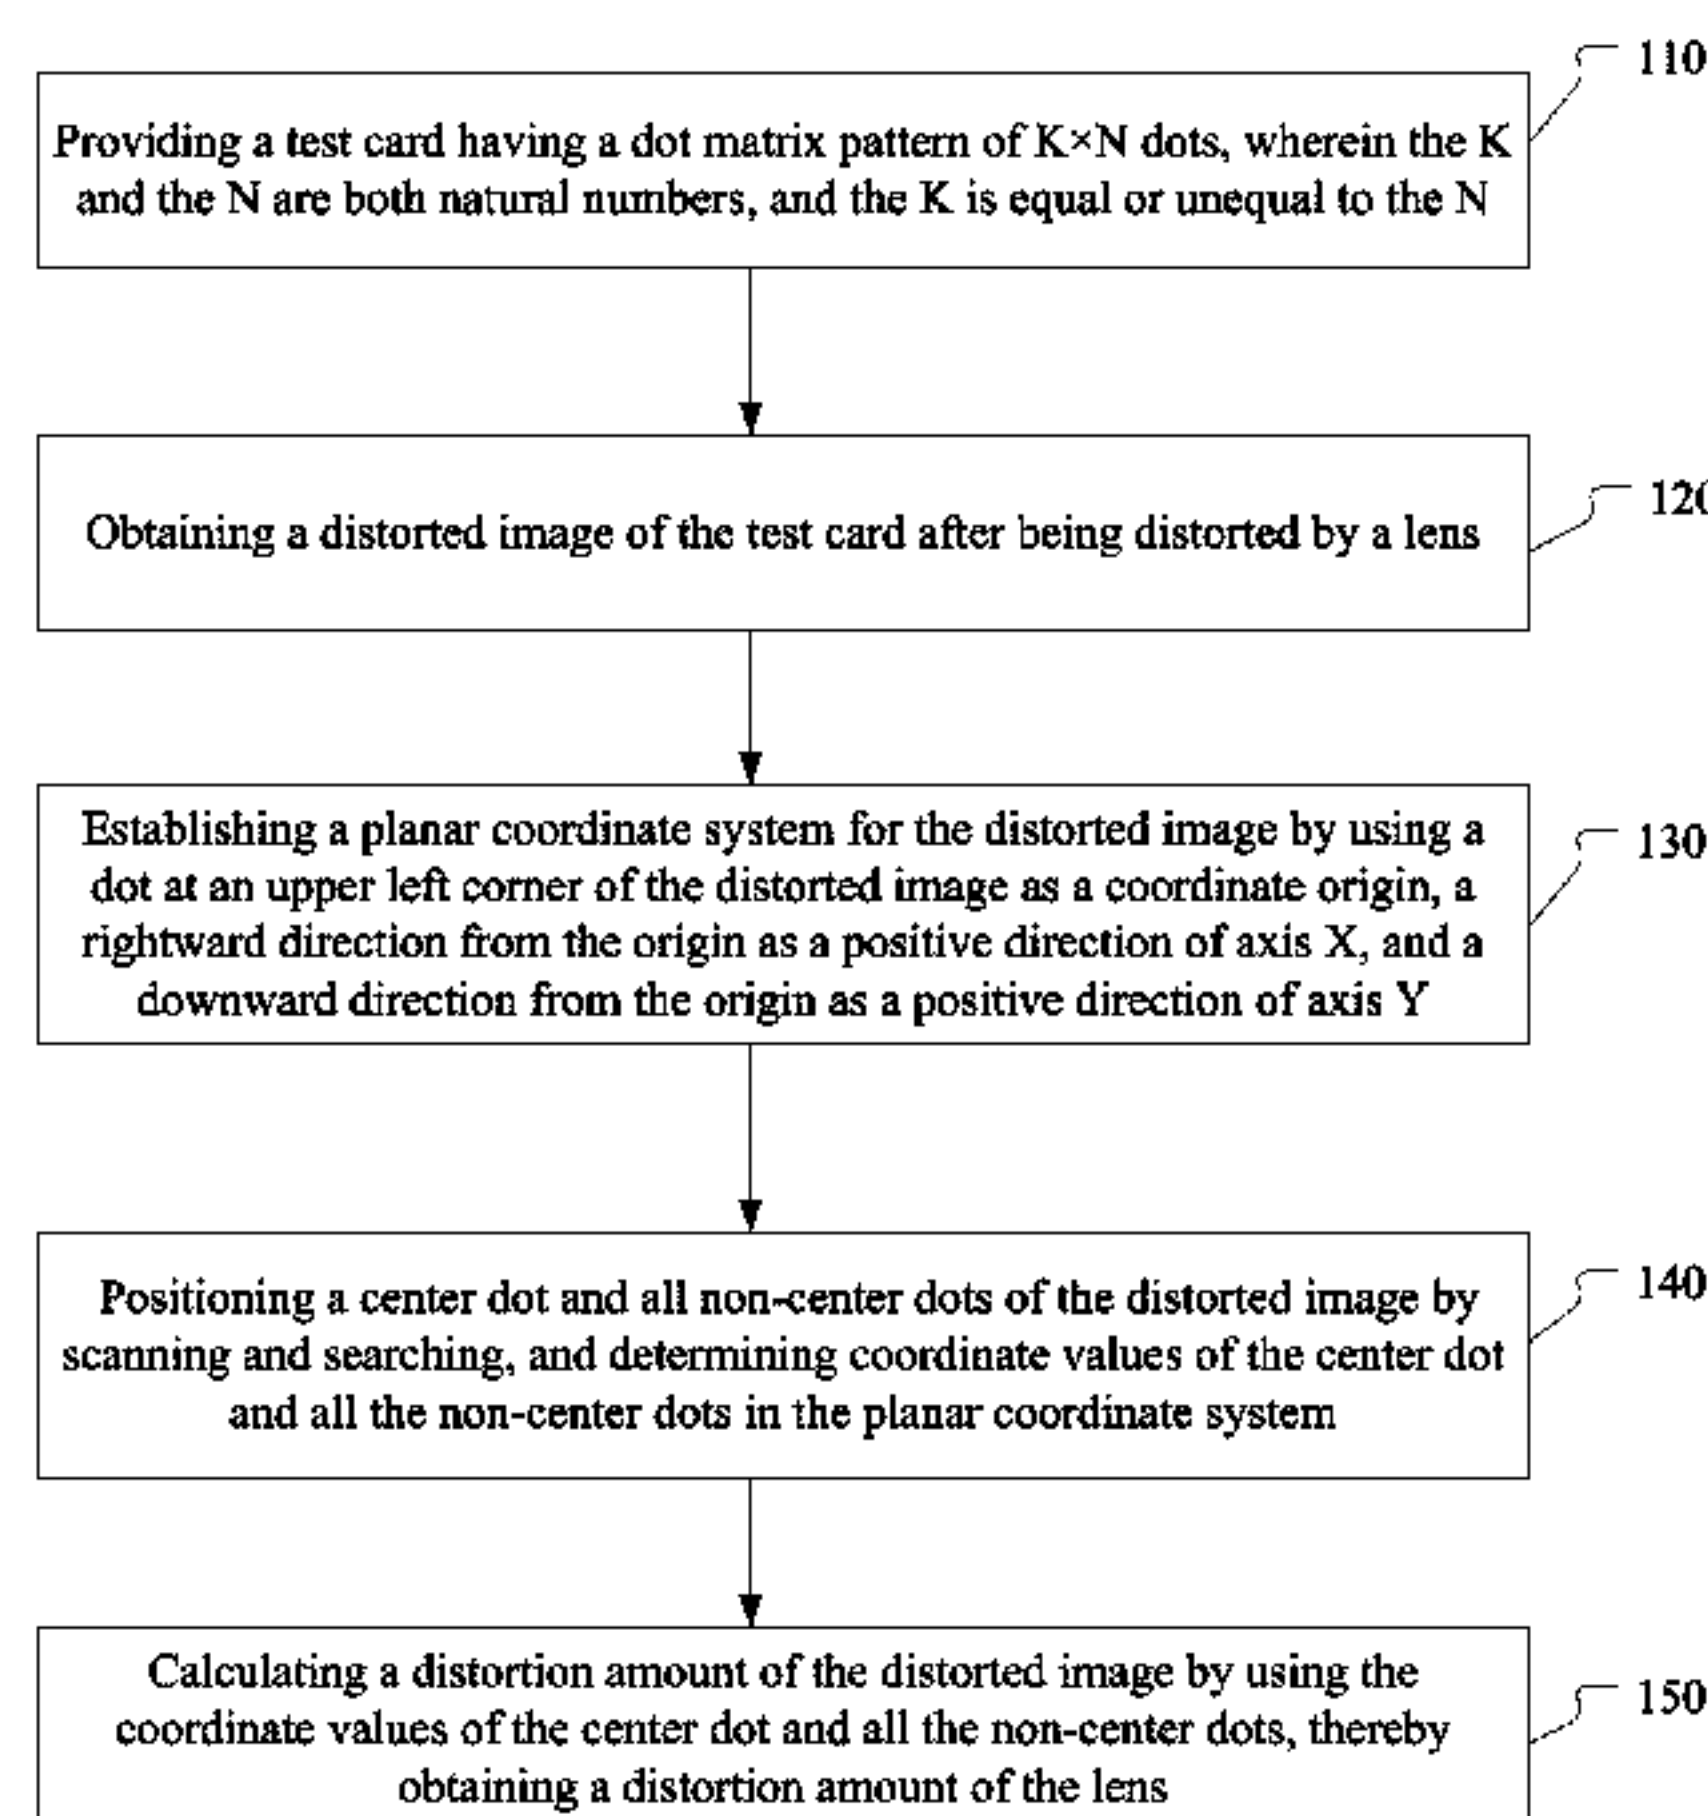 110
Providing a test card having a dot matrix pattern of K×N dots, wherein the K
and the N are both natural numbers, and the K is equal or unequal to the N
120
Obtaining a distorted image of the test card after being distorted by a lens
130
Establishing a planar coordinate system for the distorted image by using a
dot at an upper left corner of the distorted image as a coordinate origin, a
rightward direction from the origin as a positive direction of axis X, and a
downward direction from the origin as a positive direction of axis Y
140
Positioning a center dot and all non-center dots of the distorted image by
scanning and searching, and determining coordinate values of the center dot
and all the non-center dots in the planar coordinate system
150
Calculating a distortion amount of the distorted image by using the
coordinate values of the center dot and all the non-center dots, thereby
obtaining a distortion amount of the lens